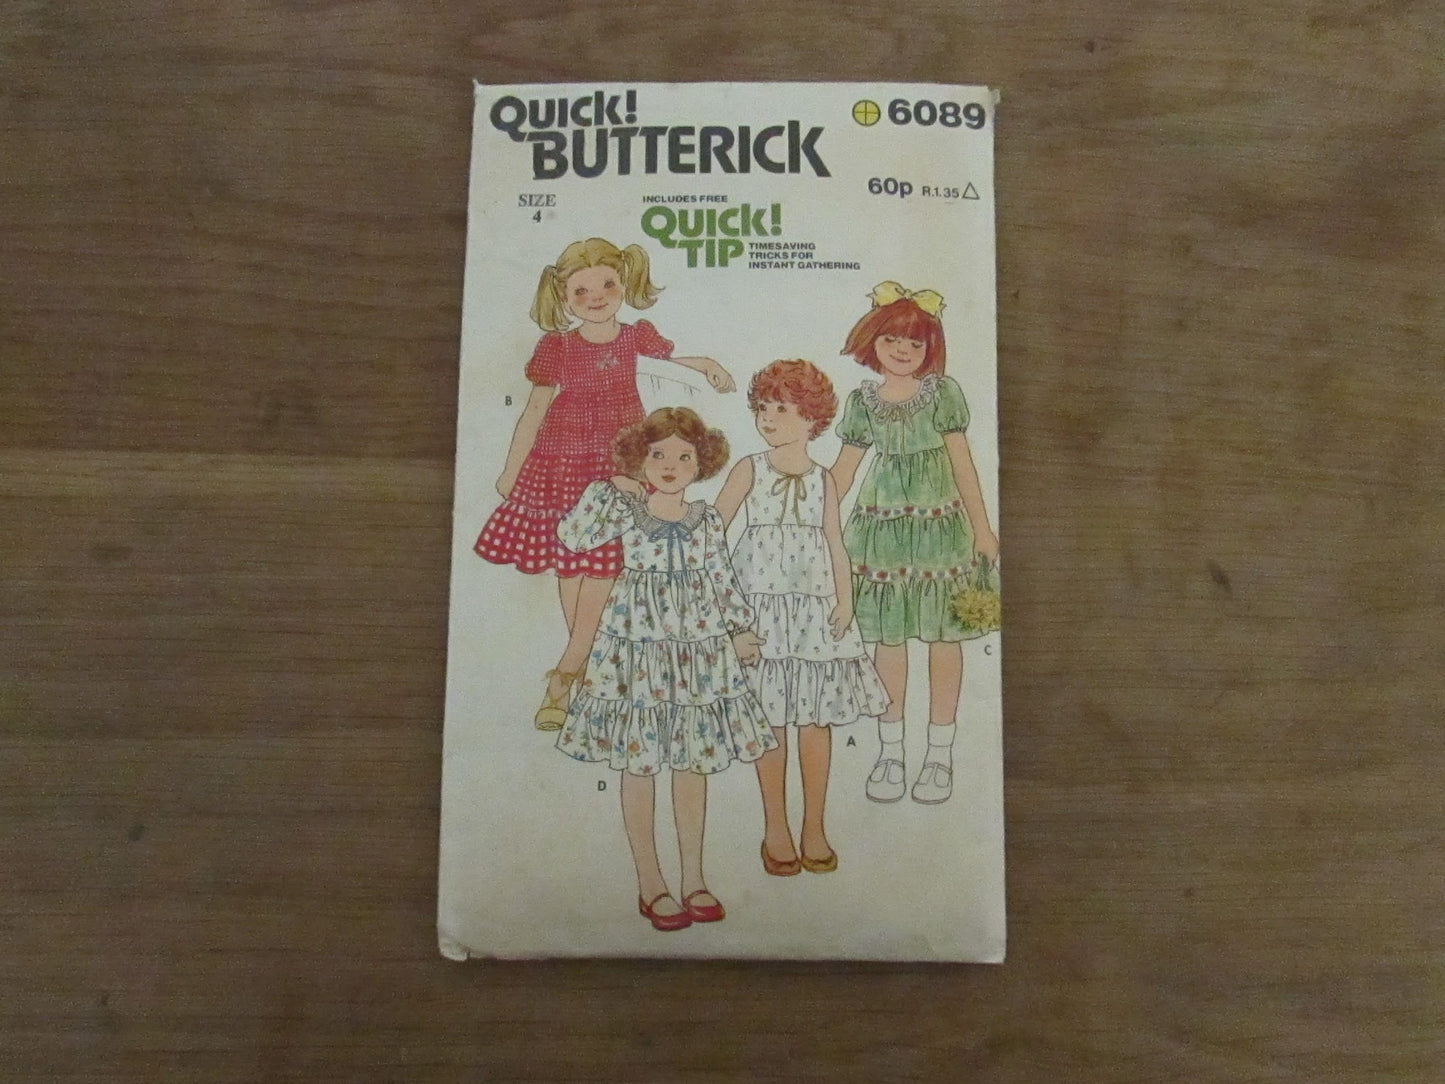 QUICK!
BUTTERICK
6089
60p R.1.35
SIZE
4
INCLUDES FREE
QUICK!
TIP
TIMESAVING
TRICKS FOR
INSTANT GATHERING
B
C
A
D